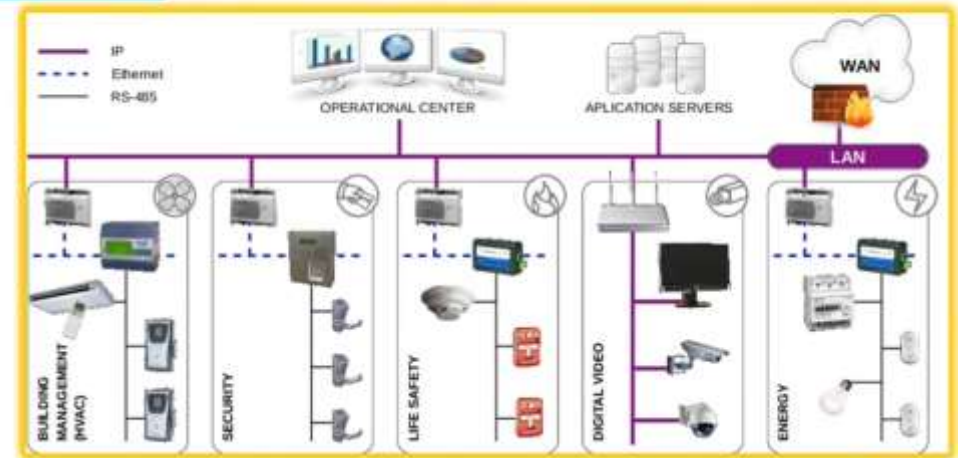 IP
Ethernet
RS-485
OPERATIONAL CENTER
APLICATION SERVERS
WAN
LAN
BUILDING
MANAGEMENT
(HVAC)
SECURITY
LIFE SAFETY
DIGITAL VIDEO
ENERGY